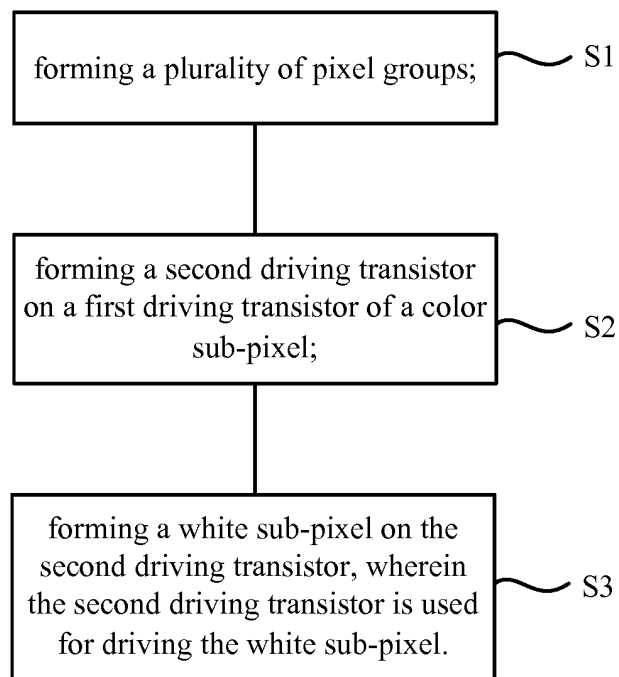 forming a plurality of pixel groups;
S1
forming a second driving transistor
on a first driving transistor of a color
sub-pixel;
S2
forming a white sub-pixel on the
second driving transistor, wherein
the second driving transistor is used
for driving the white sub-pixel.
S3